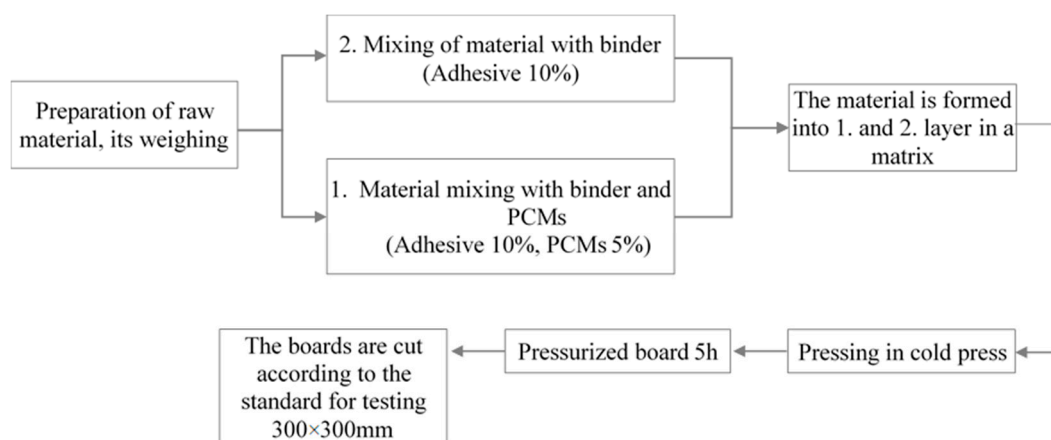 Preparation of raw
material, its weighing
2. Mixing of material with binder
(Adhesive 10%)
1. Material mixing with binder and
PCMs
(Adhesive 10%, PCMs 5%)
The material is formed
into 1. and 2. layer in a
matrix
Pressing in cold press
Pressurized board 5h
The boards are cut
according to the
standard for testing
300×300mm